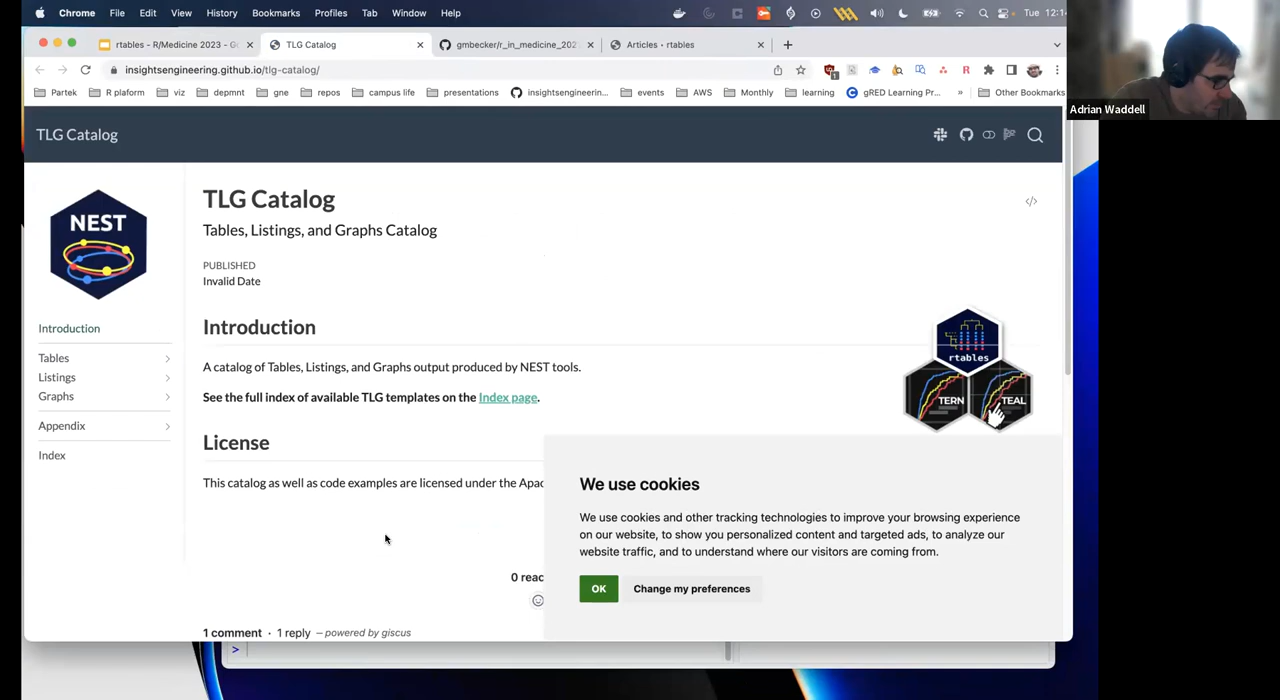 Chrome File Edit View History Bookmarks Profiles Tab Window Help Tue 12:14
rtables - R/Medicine 2023 - Go TLG Catalog gmbecker/r_in_medicine_202 Articles • rtables
insightsengineering.github.io/tlg-catalog/
Partek R plaform viz depmnt gne repos campus life presentations insightsengineerin... events AWS Monthly learning gRED Learning Pr... » Other Bookmarks
Adrian Waddell
TLG Catalog
NEST
TLG Catalog
Tables, Listings, and Graphs Catalog
PUBLISHED
Invalid Date
Introduction
Tables
Listings
Graphs
Appendix
Index
Introduction
A catalog of Tables, Listings, and Graphs output produced by NEST tools.
See the full index of available TLG templates on the Index page.
rtables
TERN
TEAL
License
This catalog as well as code examples are licensed under the Apac
0 reac
1 comment · 1 reply – powered by giscus
We use cookies
We use cookies and other tracking technologies to improve your browsing experience
on our website, to show you personalized content and targeted ads, to analyze our
website traffic, and to understand where our visitors are coming from.
OK Change my preferences
>